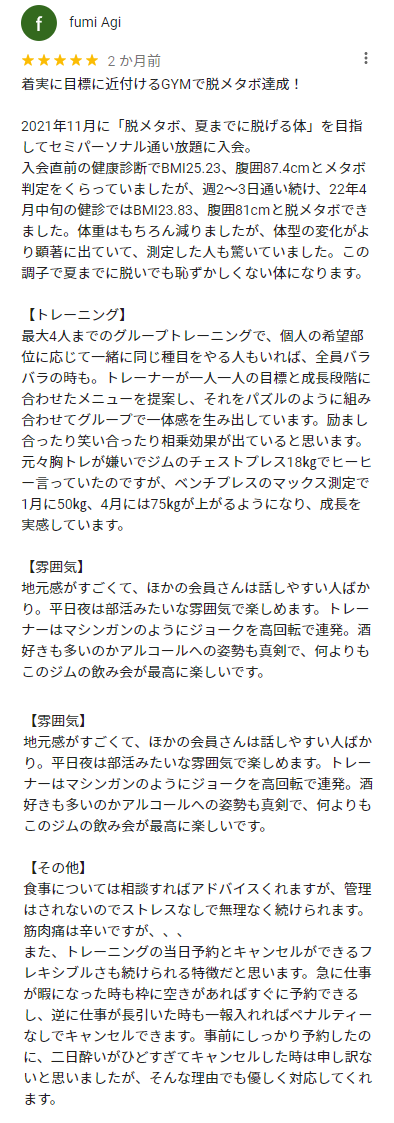 f
fumi Agi
★★★★★ 2 か月前
着実に目標に近付けるGYMで脱メタボ達成！
2021年11月に「脱メタボ、夏までに脱げる体」を目指
してセミパーソナル通い放題に入会。
入会直前の健康診断でBMI25.23、腹囲87.4cmとメタボ
判定をくらっていましたが、週2〜3日通い続け、22年4
月中旬の健診ではBMI23.83、腹囲81cmと脱メタボでき
ました。体重はもちろん減りましたが、体型の変化がよ
り顕著に出ていて、測定した人も驚いていました。この
調子で夏までに脱いでも恥ずかしくない体になります。
【トレーニング】
最大4人までのグループトレーニングで、個人の希望部
位に応じて一緒に同じ種目をやる人もいれば、全員バラ
バラの時も。トレーナーが一人一人の目標と成長段階に
合わせたメニューを提案し、それをパズルのように組み
合わせてグループで一体感を生み出しています。励まし
合ったり笑い合ったり相乗効果が出ていると思います。
元々胸トレが嫌いでジムのチェストプレス18㎏でヒーヒ
ー言っていたのですが、ベンチプレスのマックス測定で
1月に50㎏、4月には75㎏が上がるようになり、成長を
実感しています。
【雰囲気】
地元感がすごくて、ほかの会員さんは話しやすい人ばか
り。平日夜は部活みたいな雰囲気で楽しめます。トレー
ナーはマシンガンのようにジョークを高回転で連発。酒
好きも多いのかアルコールへの姿勢も真剣で、何よりも
このジムの飲み会が最高に楽しいです。
【雰囲気】
地元感がすごくて、ほかの会員さんは話しやすい人ばか
り。平日夜は部活みたいな雰囲気で楽しめます。トレー
ナーはマシンガンのようにジョークを高回転で連発。酒
好きも多いのかアルコールへの姿勢も真剣で、何よりも
このジムの飲み会が最高に楽しいです。
【その他】
食事については相談すればアドバイスくれますが、管理
はされないのでストレスなしで無理なく続けられます。
筋肉痛は辛いですが、、、
また、トレーニングの当日予約とキャンセルができるフ
レキシブルさも続けられる特徴だと思います。急に仕事
が暇になった時も枠に空きがあればすぐに予約できる
し、逆に仕事が長引いた時も一報入れればペナルティー
なしでキャンセルできます。事前にしっかり予約したの
に、二日酔いがひどすぎてキャンセルした時は申し訳な
いと思いましたが、そんな理由でも優しく対応してくれ
ます。